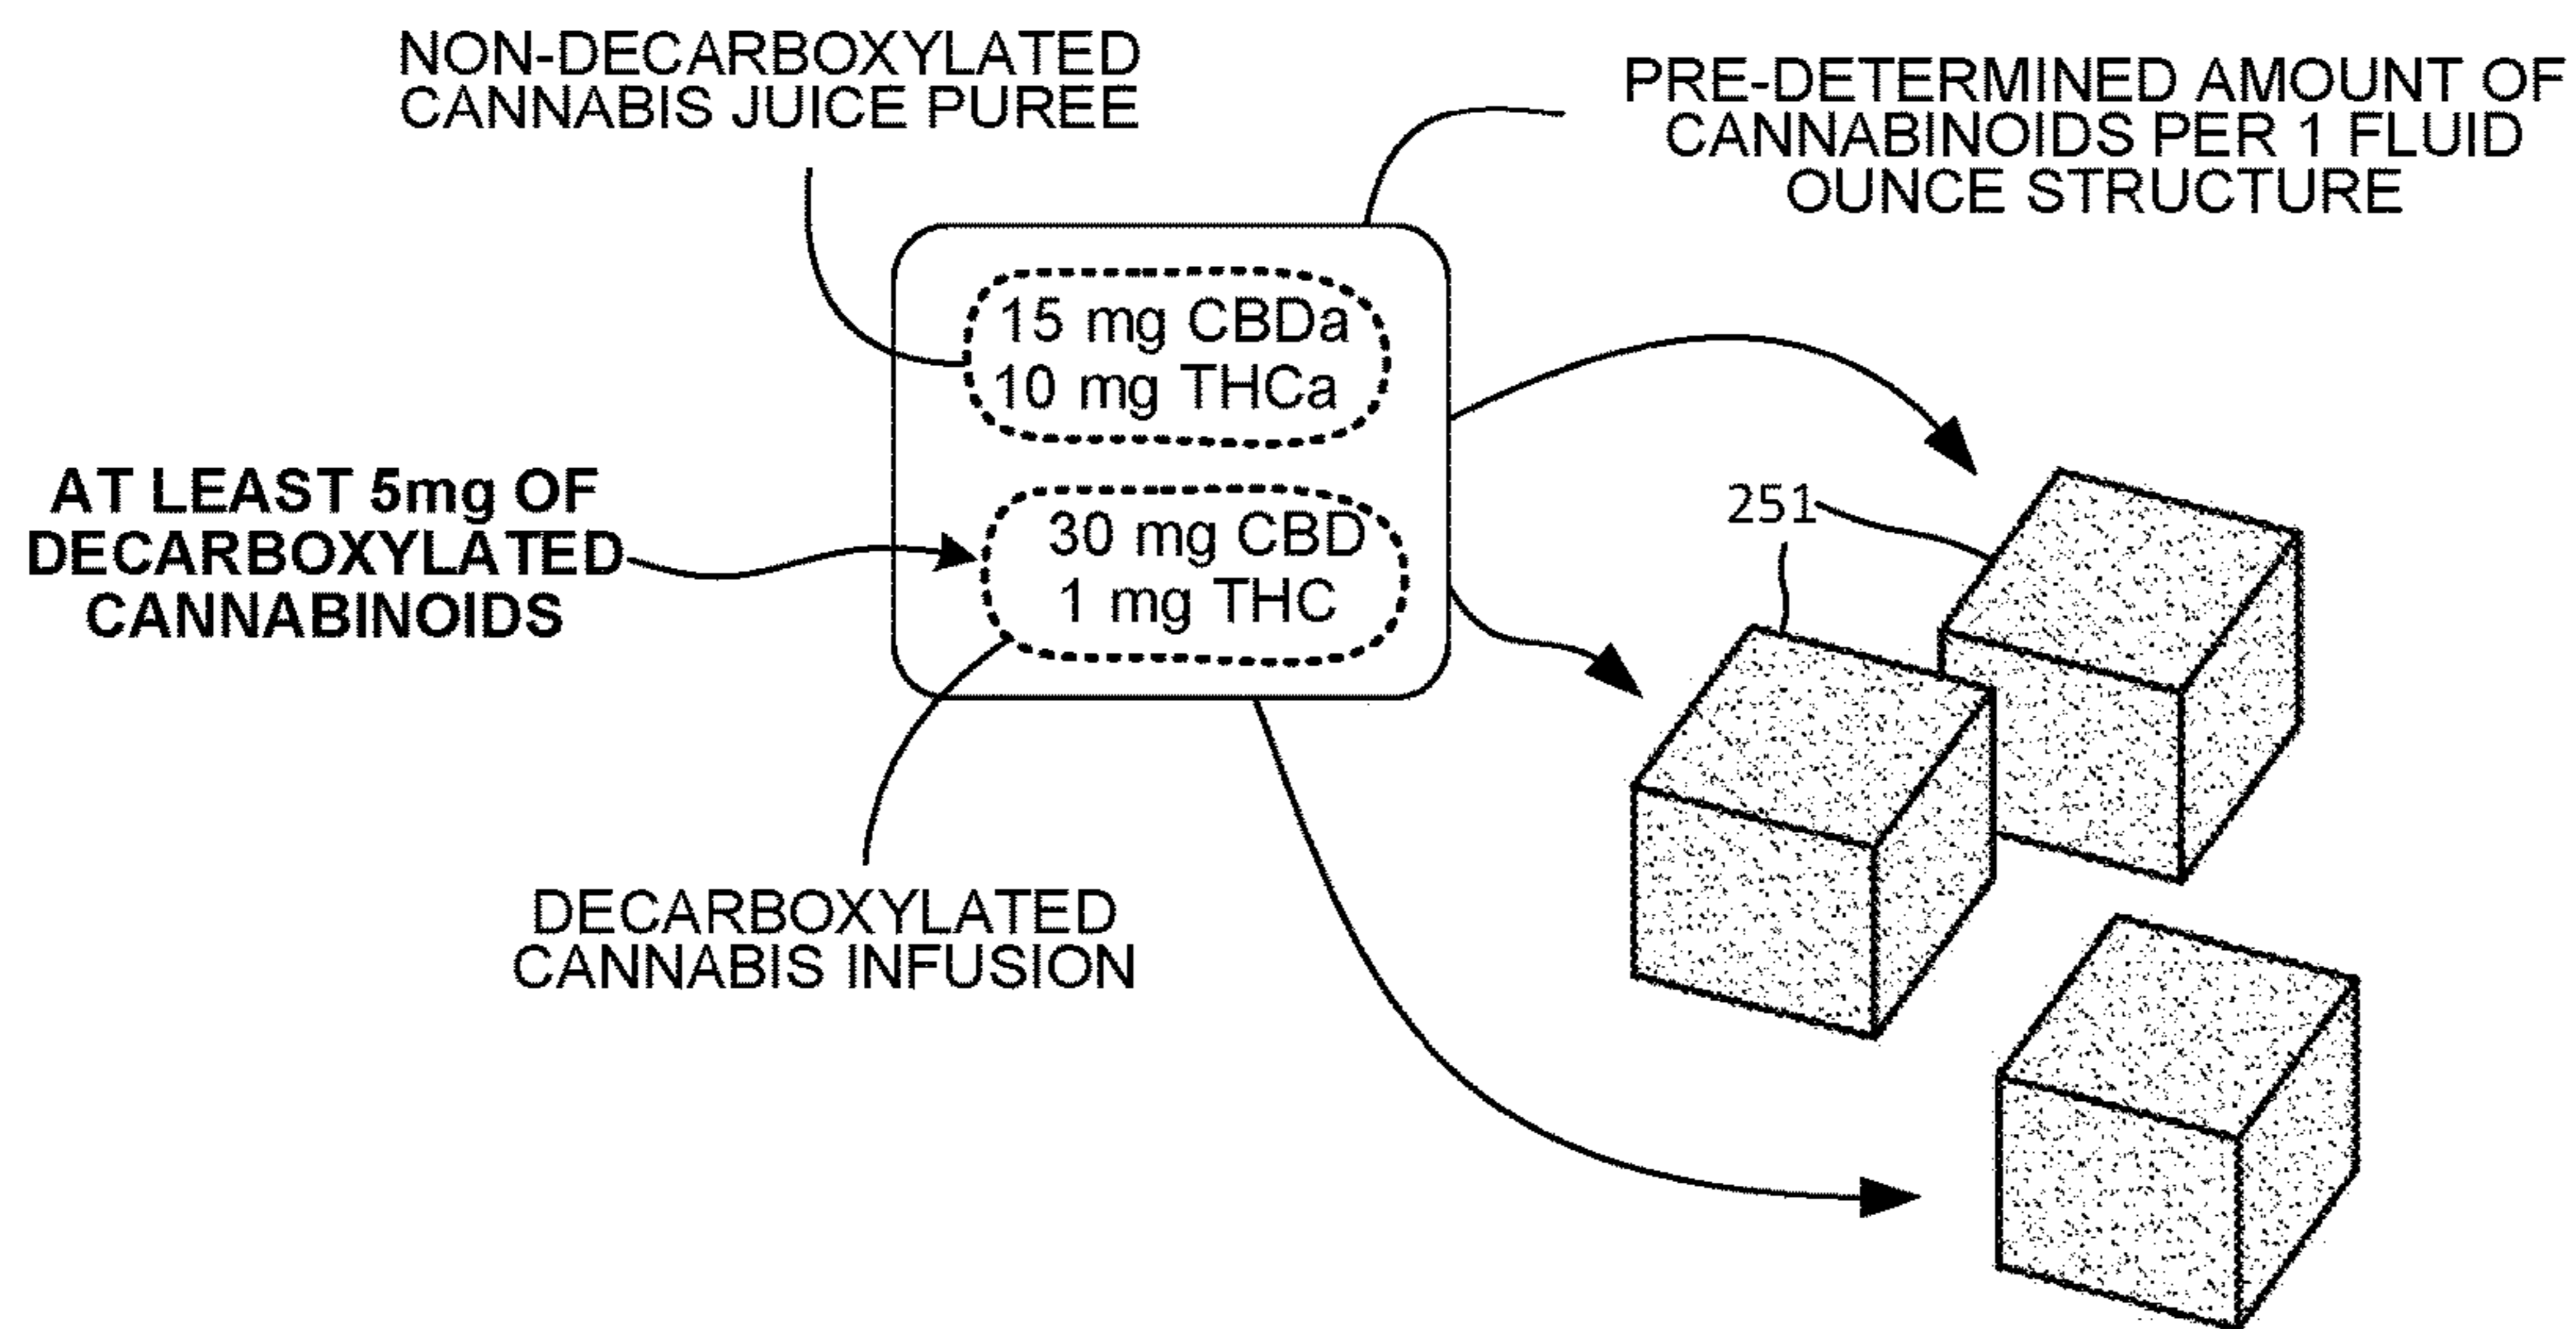 NON-DECARBOXYLATED
CANNABIS JUICE PUREE
PRE-DETERMINED AMOUNT OF
CANNABINOIDS PER 1 FLUID
OUNCE STRUCTURE
15 mg CBDa
10 mg THCa
AT LEAST 5mg OF
DECARBOXYLATED
CANNABINOIDS
30 mg CBD
1 mg THC
251
DECARBOXYLATED
CANNABIS INFUSION